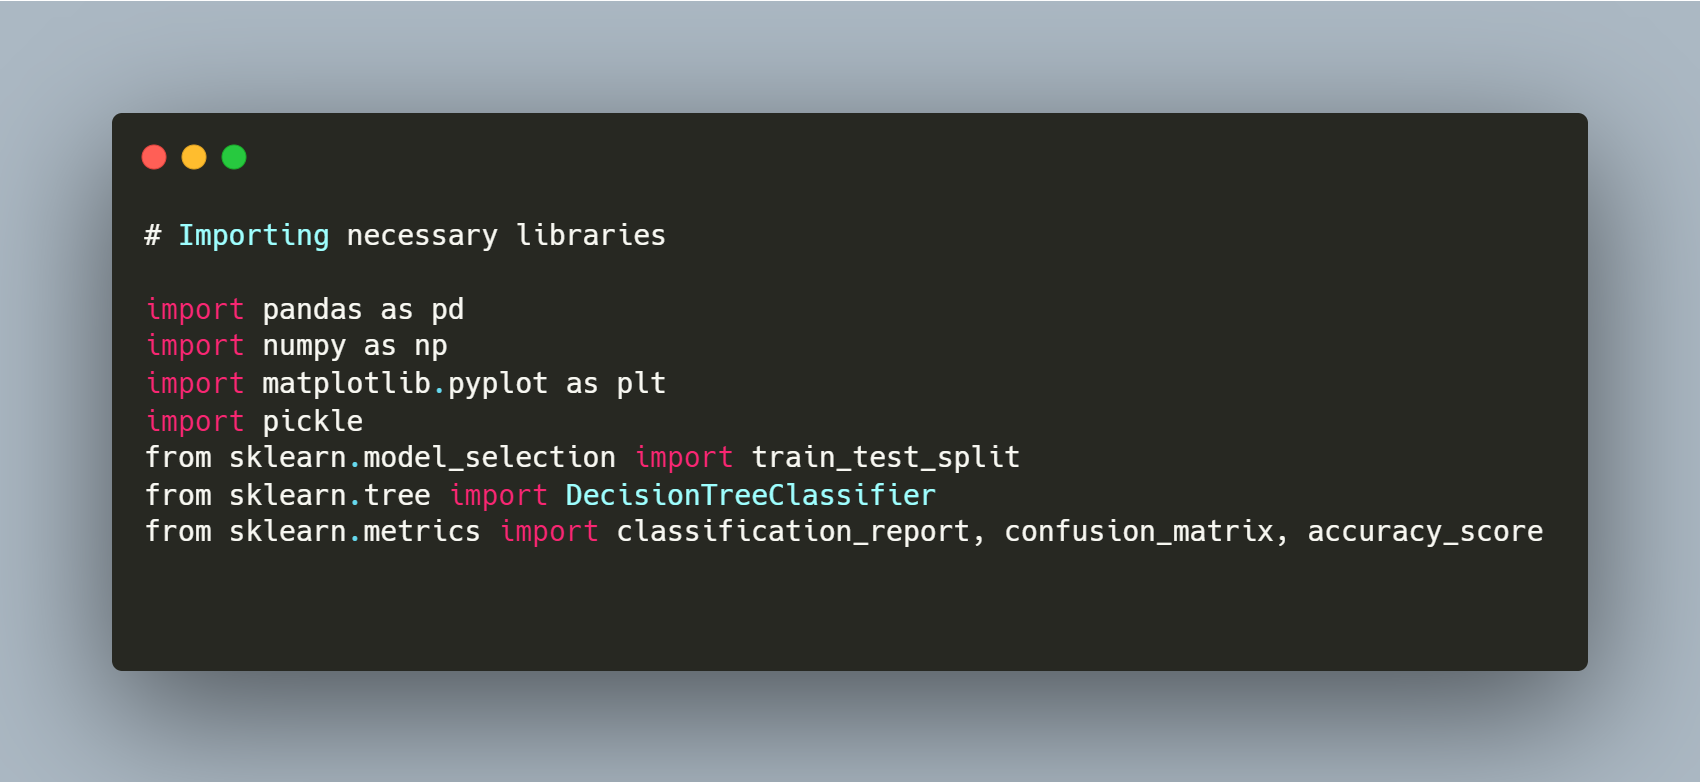 # Importing necessary libraries
import pandas as pd
import numpy as np
import matplotlib.pyplot as plt
import pickle
from sklearn.model_selection import train_test_split
from sklearn.tree import DecisionTreeClassifier
from sklearn.metrics import classification_report, confusion_matrix, accuracy_score